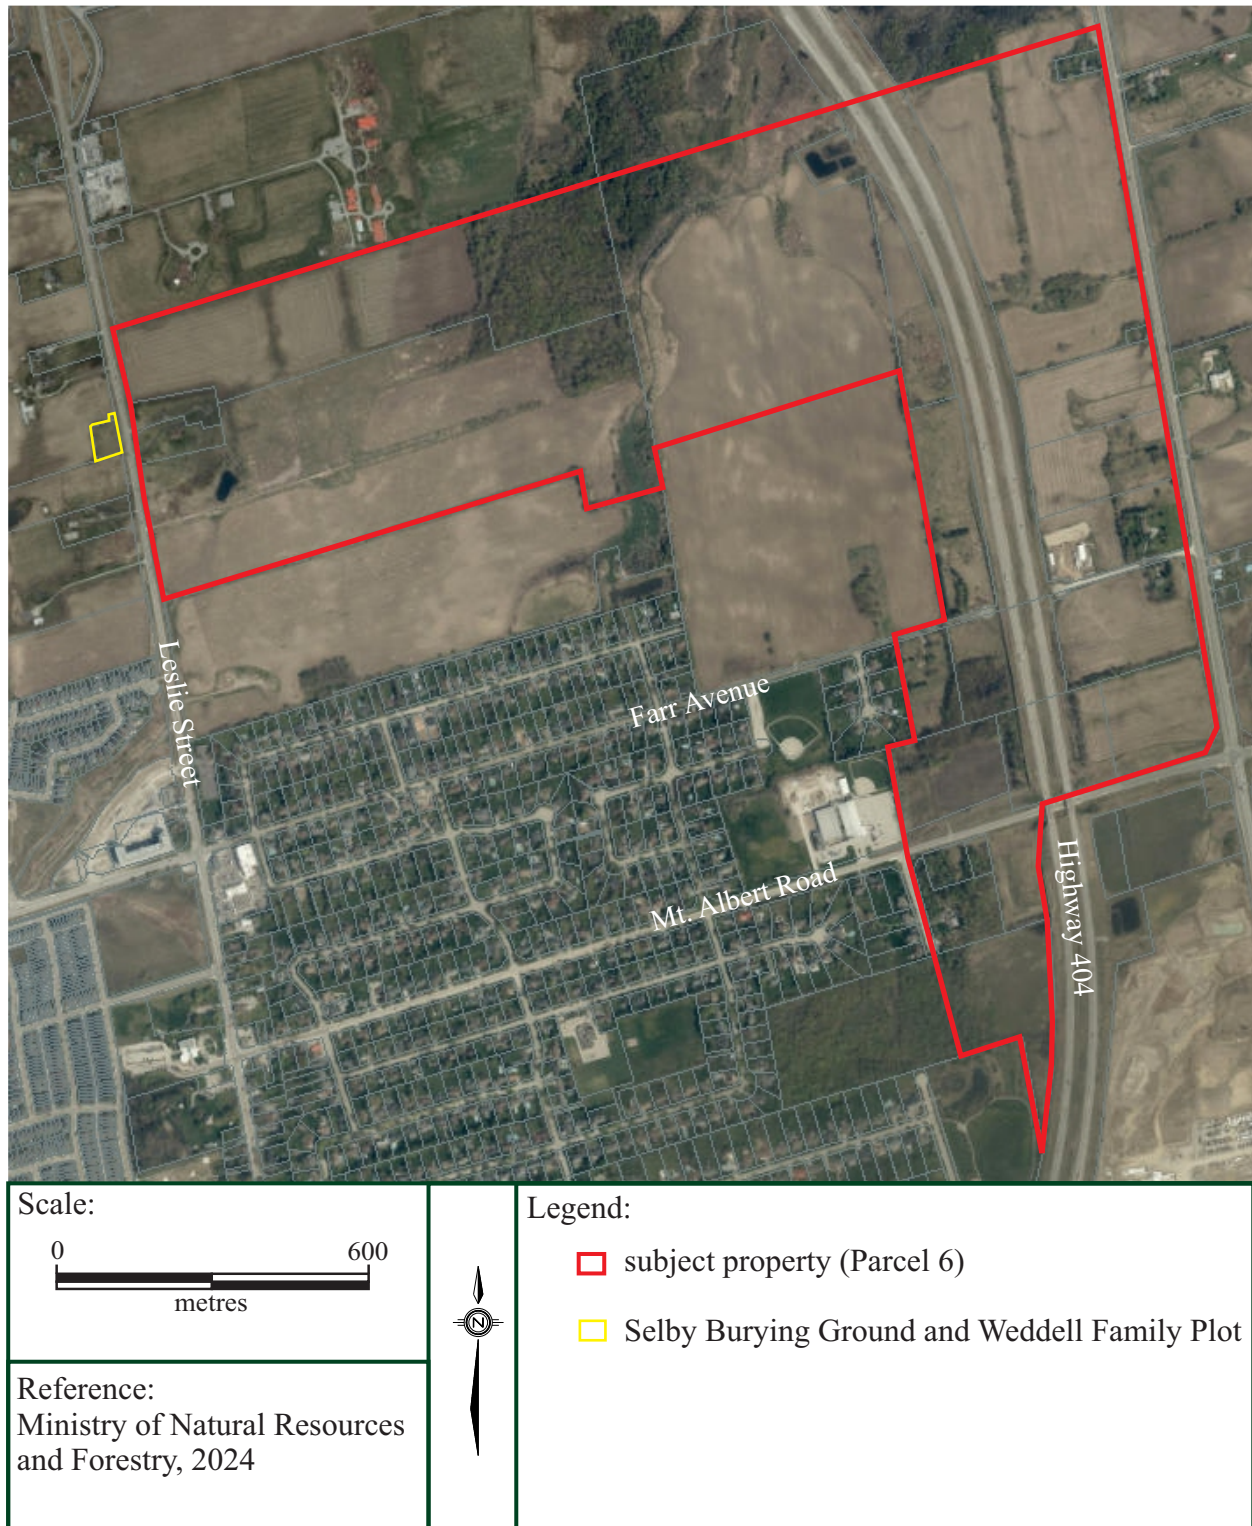 Leslie Street
Farr Avenue
Mt. Albert Road
Highway 404
Scale:
0 600
metres
Reference:
Ministry of Natural Resources
and Forestry, 2024
N
Legend:
subject property (Parcel 6)
Selby Burying Ground and Weddell Family Plot